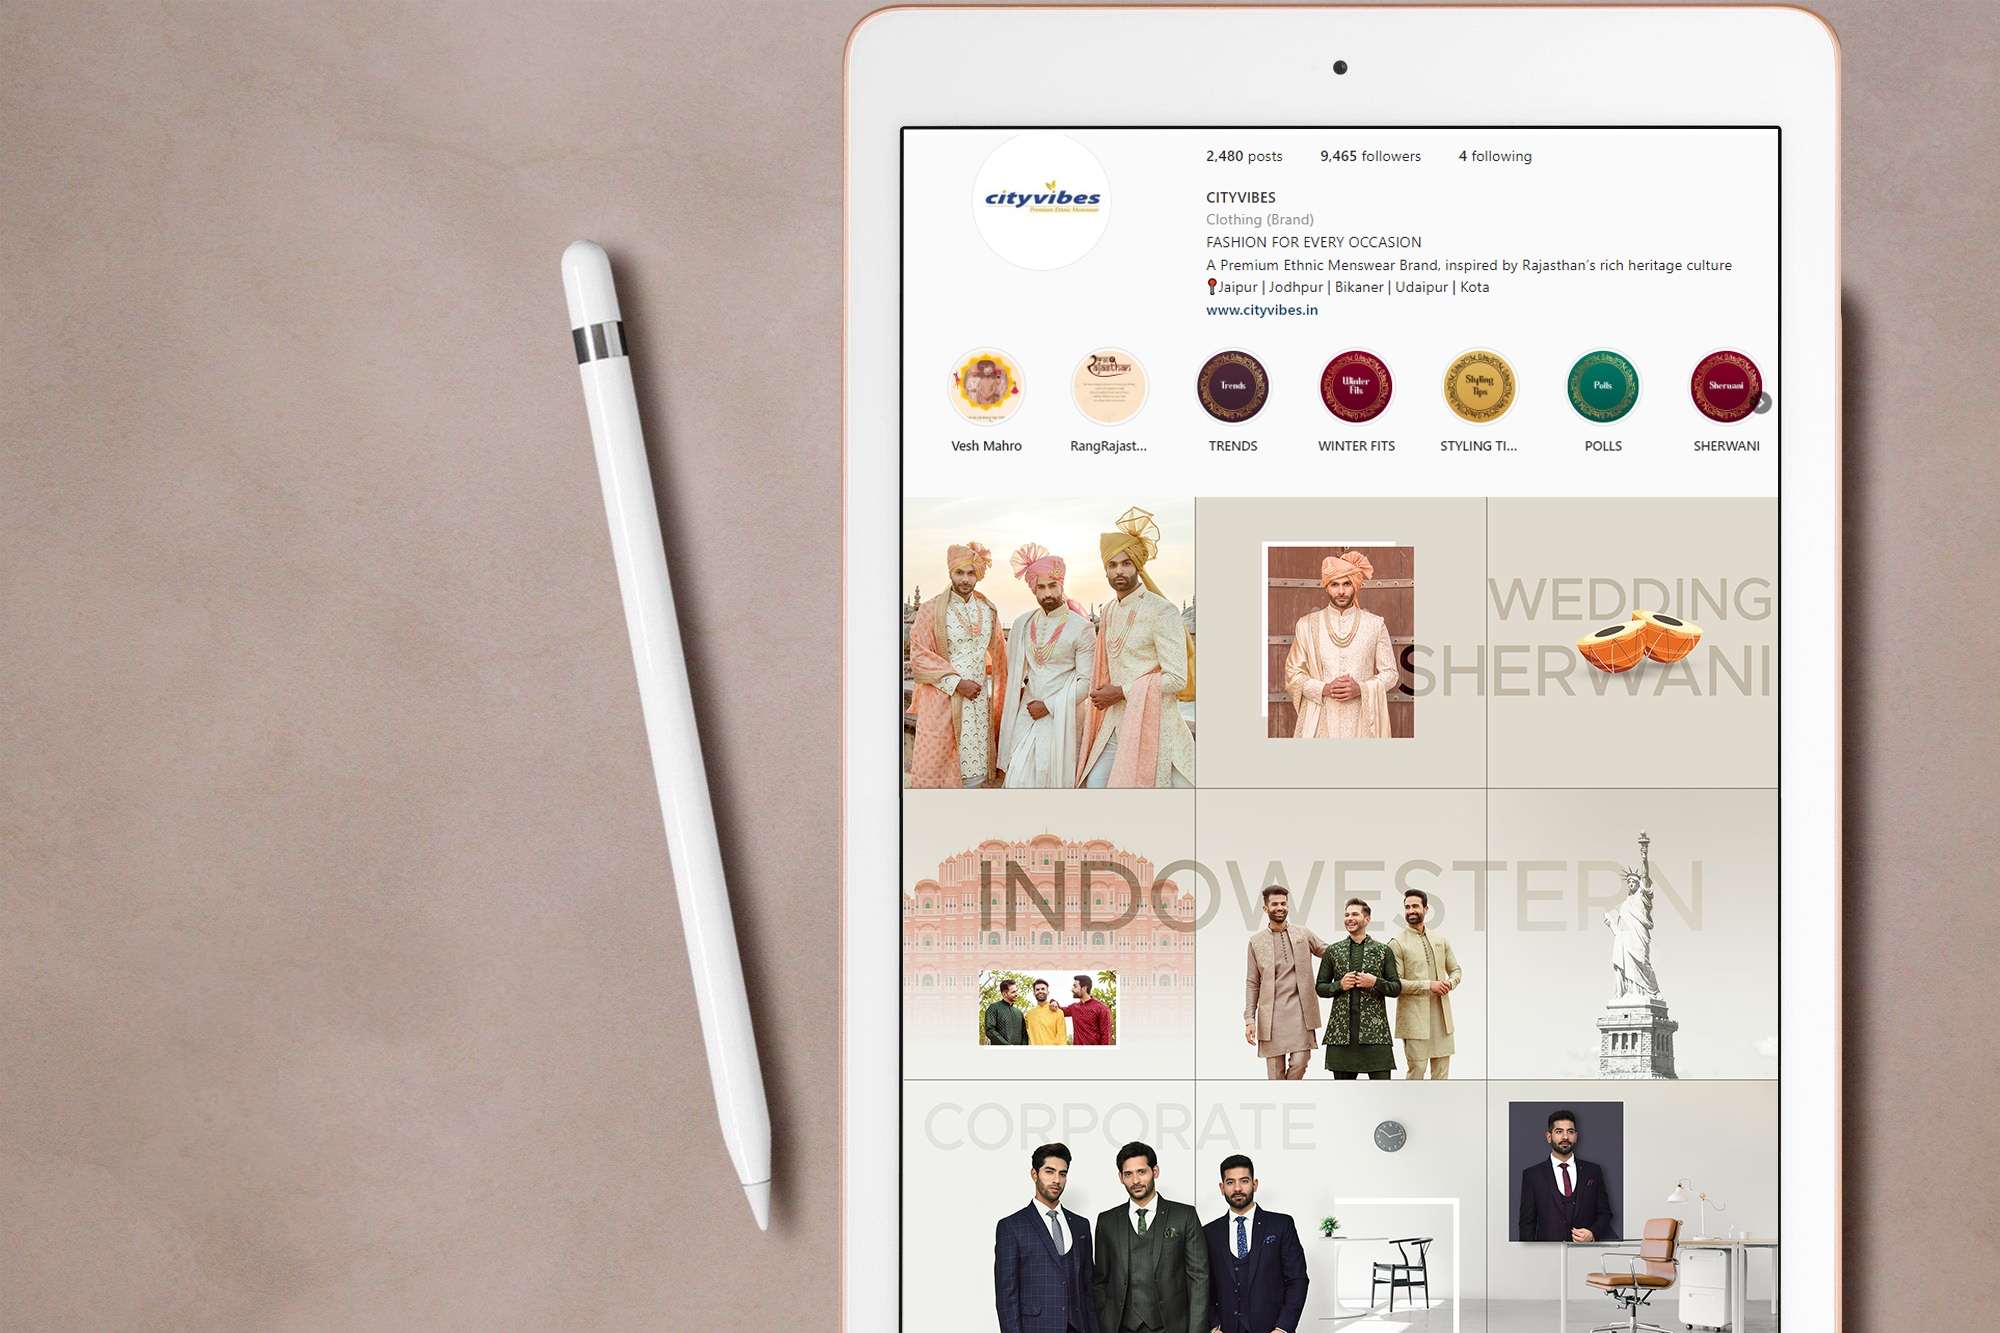 cityvibes
Premium Ethnic Menswear
2,480 posts 9,465 followers 4 following
CITYVIBES
Clothing (Brand)
FASHION FOR EVERY OCCASION
A Premium Ethnic Menswear Brand, inspired by Rajasthan's rich heritage culture
Jaipur | Jodhpur | Bikaner | Udaipur | Kota
www.cityvibes.in
Rajasthan
Trends
Winter
Fits
Styling
Tips
Polls
Sherwani
Vesh Mahro RangRajast... TRENDS WINTER FITS STYLING TI... POLLS SHERWANI
WEDDING
SHERWANI
INDOWESTERN
CORPORATE